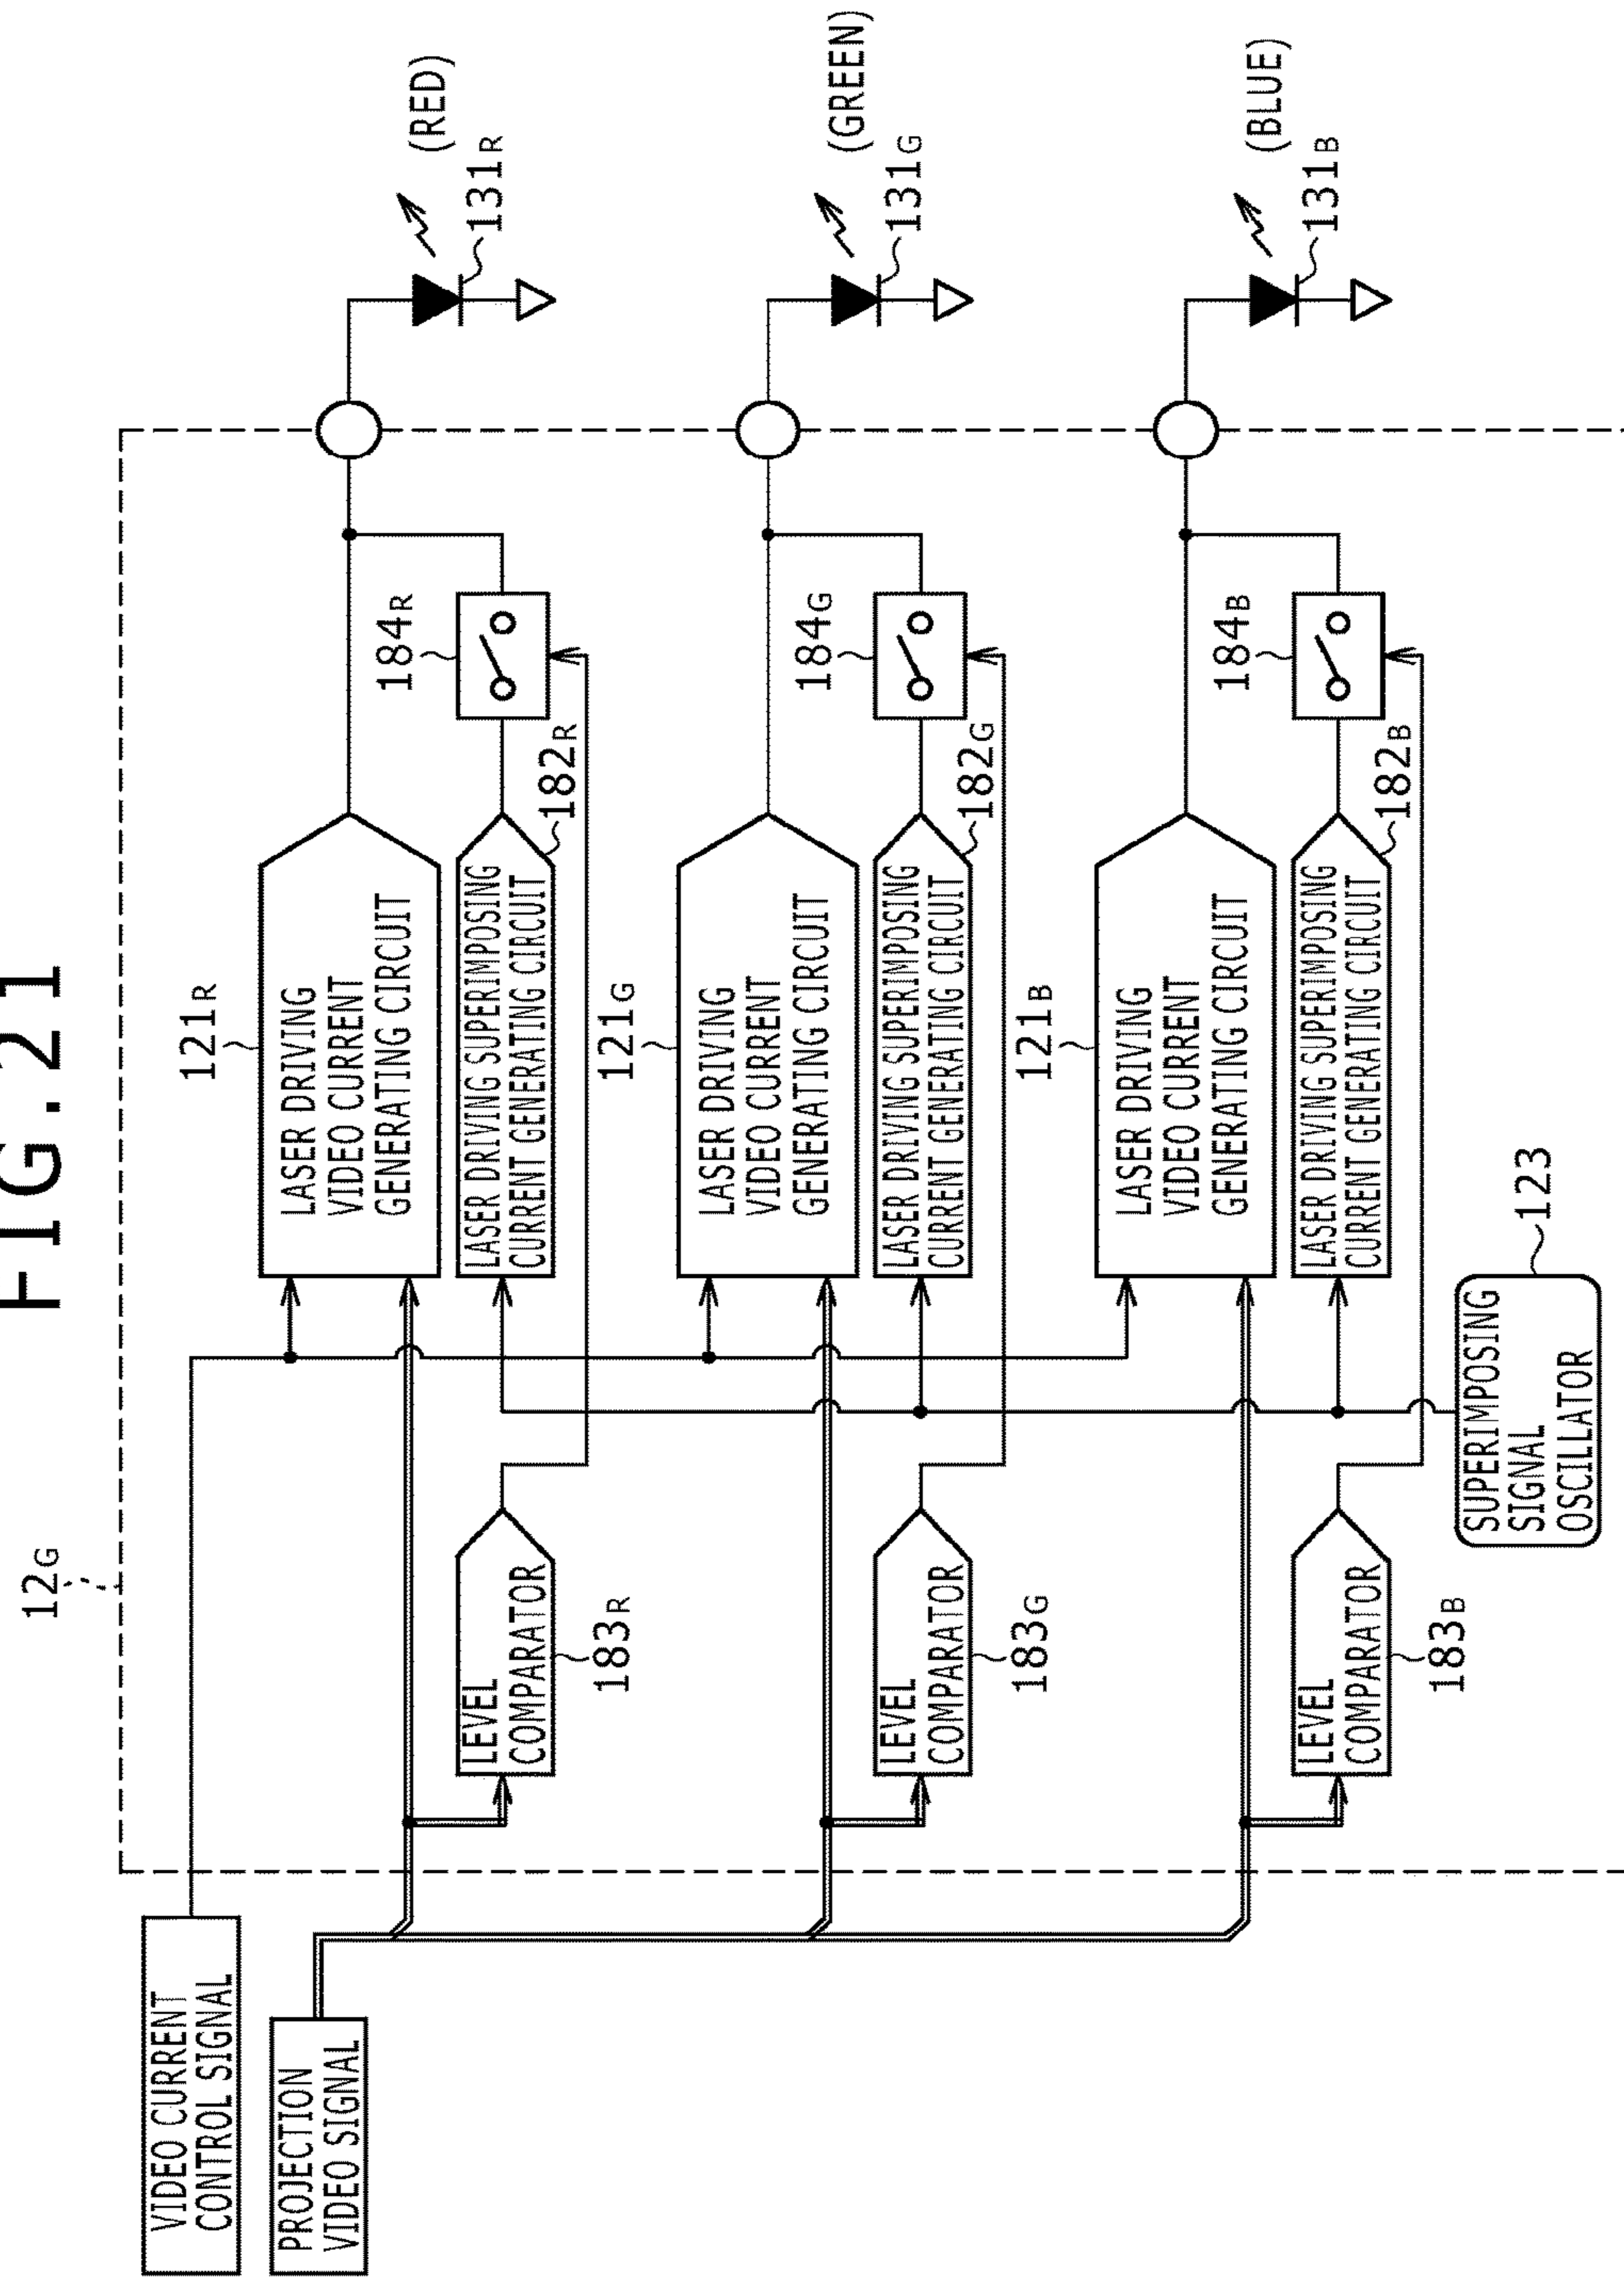 FIG.21
12G
VIDEO CURRENT
CONTROL SIGNAL
PROJECTION
VIDEO SIGNAL
121R
LASER DRIVING
VIDEO CURRENT
GENERATING CIRCUIT
184R
(RED)
131R
LEVEL
COMPARATOR
183R
LASER DRIVING SUPERIMPOSING
CURRENT GENERATING CIRCUIT
182R
121G
LASER DRIVING
VIDEO CURRENT
GENERATING CIRCUIT
184G
(GREEN)
131G
LEVEL
COMPARATOR
183G
LASER DRIVING SUPERIMPOSING
CURRENT GENERATING CIRCUIT
182G
121B
LASER DRIVING
VIDEO CURRENT
GENERATING CIRCUIT
184B
(BLUE)
131B
LEVEL
COMPARATOR
183B
LASER DRIVING SUPERIMPOSING
CURRENT GENERATING CIRCUIT
182B
SUPERIMPOSING
SIGNAL
OSCILLATOR
123